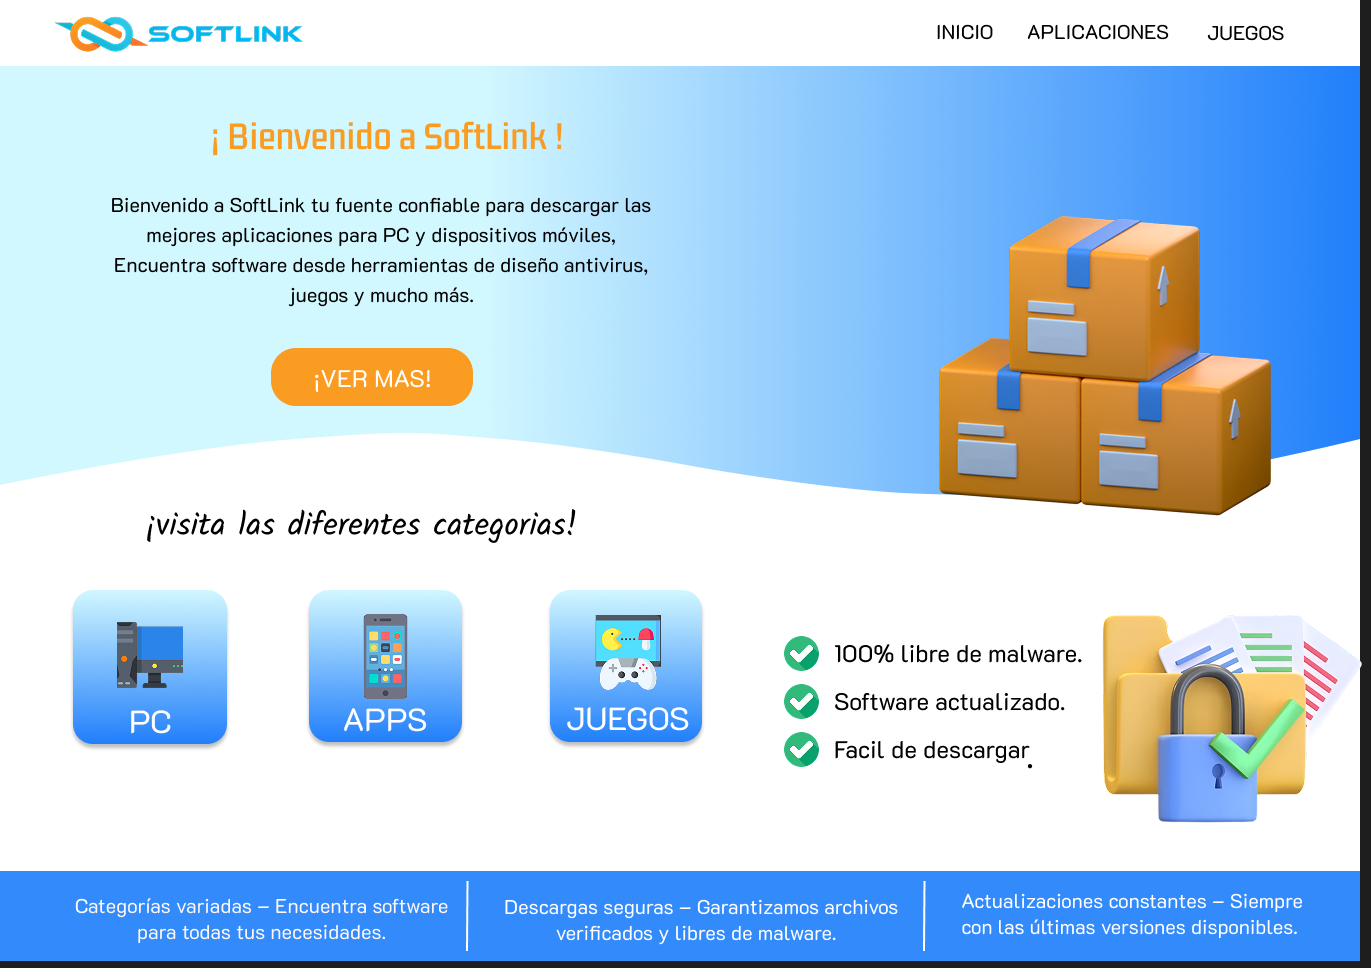 SOFTLINK
INICIO
APLICACIONES
JUEGOS
¡ Bienvenido a SoftLink !
Bienvenido a SoftLink tu fuente confiable para descargar las
mejores aplicaciones para PC y dispositivos móviles,
Encuentra software desde herramientas de diseño antivirus,
juegos y mucho más.
¡VER MAS!
¡visita las diferentes categorias!
PC
APPS
JUEGOS
100% libre de malware.
Software actualizado.
Facil de descargar.
Categorías variadas – Encuentra software
para todas tus necesidades.
Descargas seguras – Garantizamos archivos
verificados y libres de malware.
Actualizaciones constantes – Siempre
con las últimas versiones disponibles.